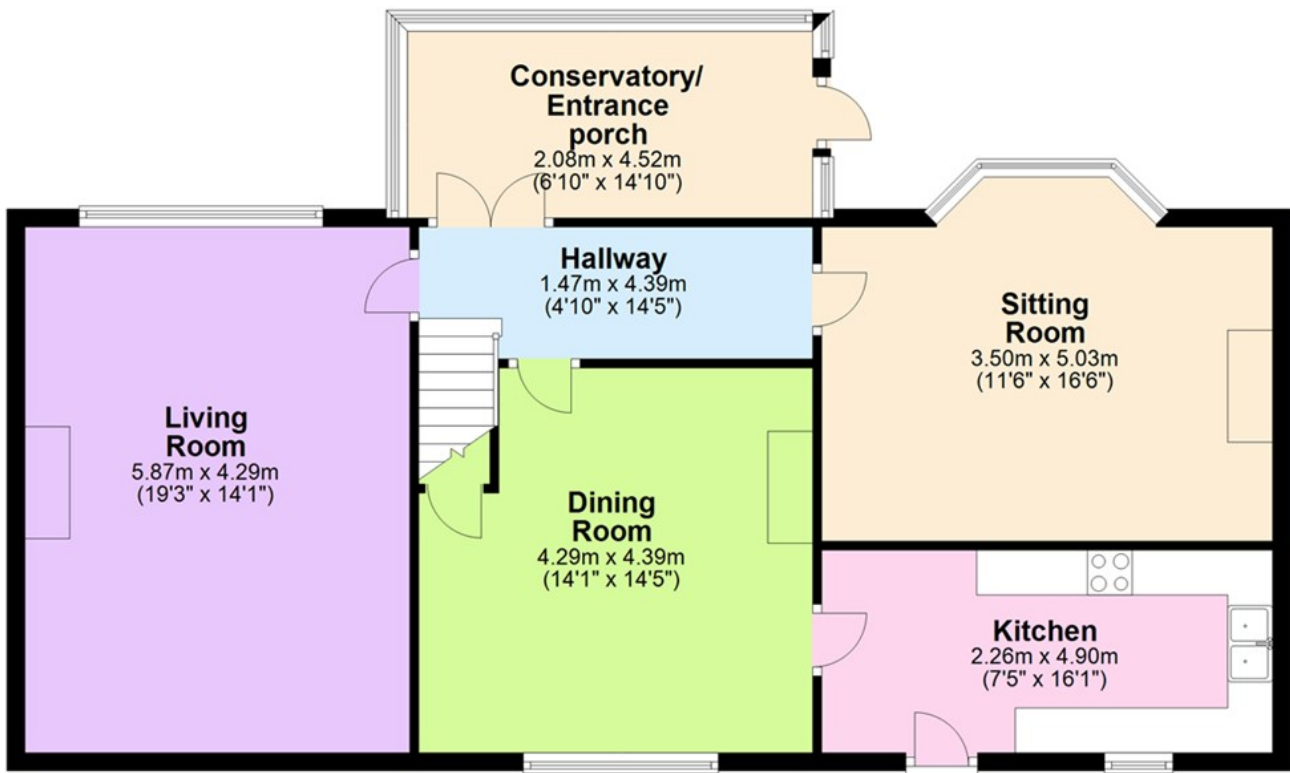 Conservatory/
Entrance
porch
2.08m x 4.52m
(6'10" x 14'10")
Hallway
1.47m x 4.39m
(4'10" x 14'5")
Sitting
Room
3.50m x 5.03m
(11'6" x 16'6")
Living
Room
5.87m x 4.29m
(19'3" x 14'1")
Dining
Room
4.29m x 4.39m
(14'1" x 14'5")
Kitchen
2.26m x 4.90m
(7'5" x 16'1")